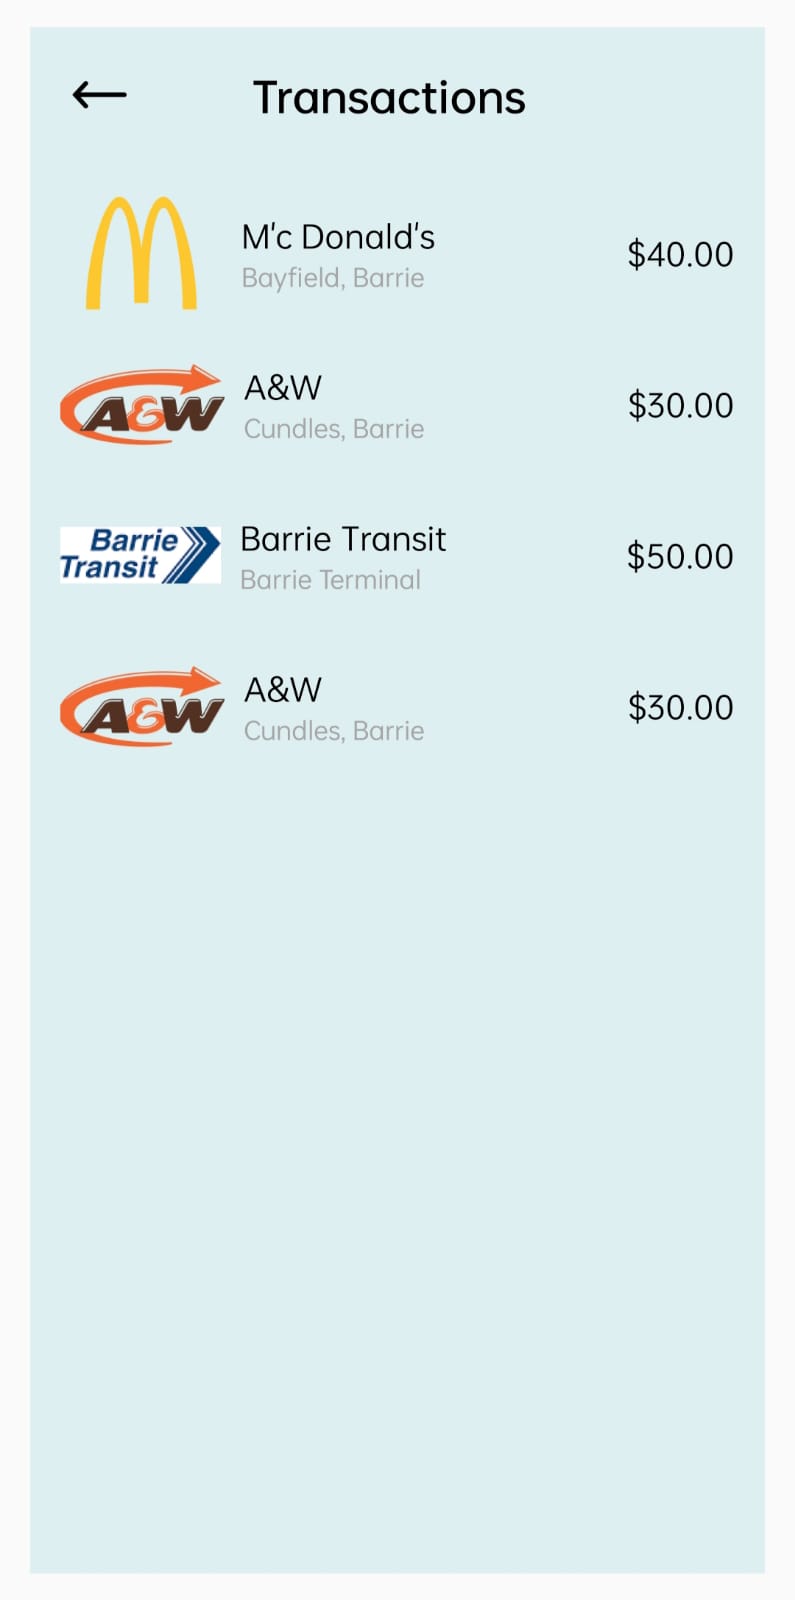 Transactions
M'c Donald's
Bayfield, Barrie
$40.00
A&W
A&W
Cundles, Barrie
$30.00
Barrie
Transit
Barrie Transit
Barrie Terminal
$50.00
A&W
A&W
Cundles, Barrie
$30.00